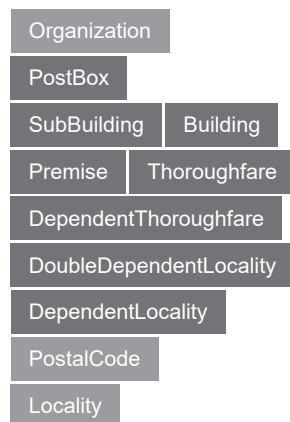 Organization
PostBox
SubBuilding Building
Premise Thoroughfare
DependentThoroughfare
DoubleDependentLocality
DependentLocality
PostalCode
Locality